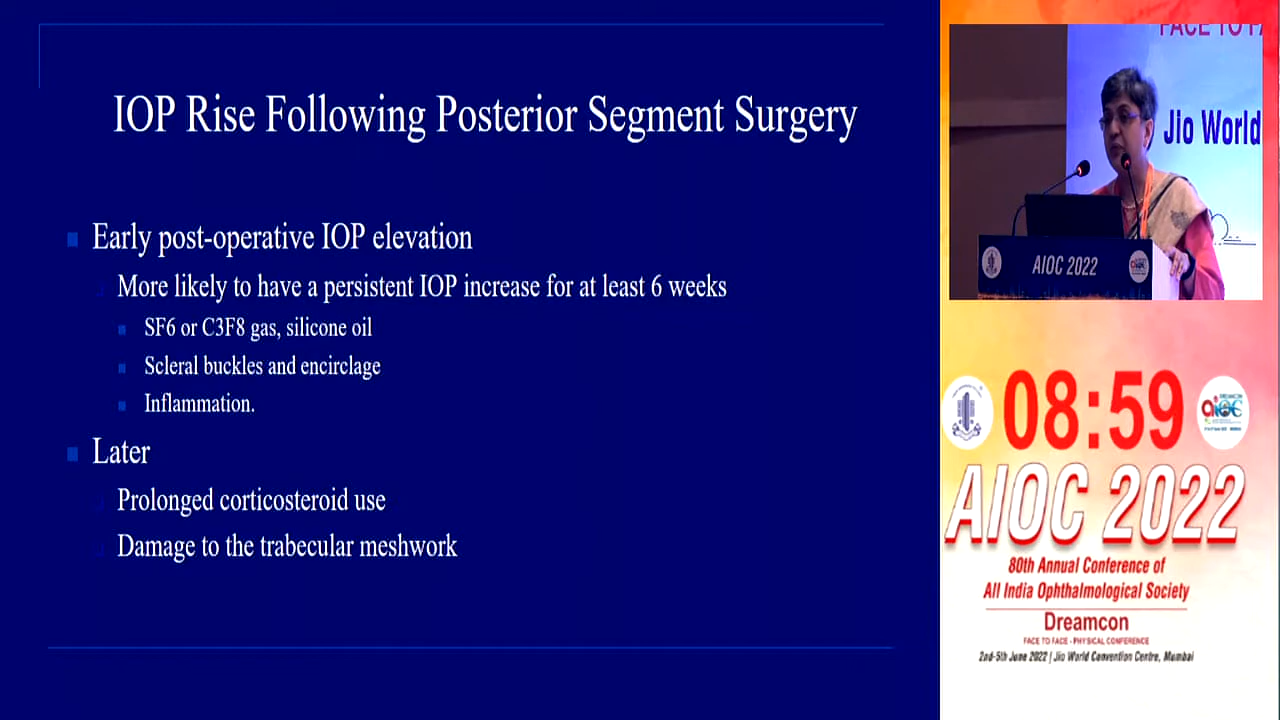 IOP Rise Following Posterior Segment Surgery
Early post-operative IOP elevation
More likely to have a persistent IOP increase for at least 6 weeks
SF6 or C3F8 gas, silicone oil
Scleral buckles and encirclage
Inflammation.
Later
Prolonged corticosteroid use
Damage to the trabecular meshwork
Jio World
AIOC 2022
08:59
AIOC 2022
80th Annual Conference of
All India Ophthalmological Society
Dreamcon
FACE TO FACE - PHYSICAL CONFERENCE
2nd-5th June 2022 | Jio World Convention Centre, Mumbai